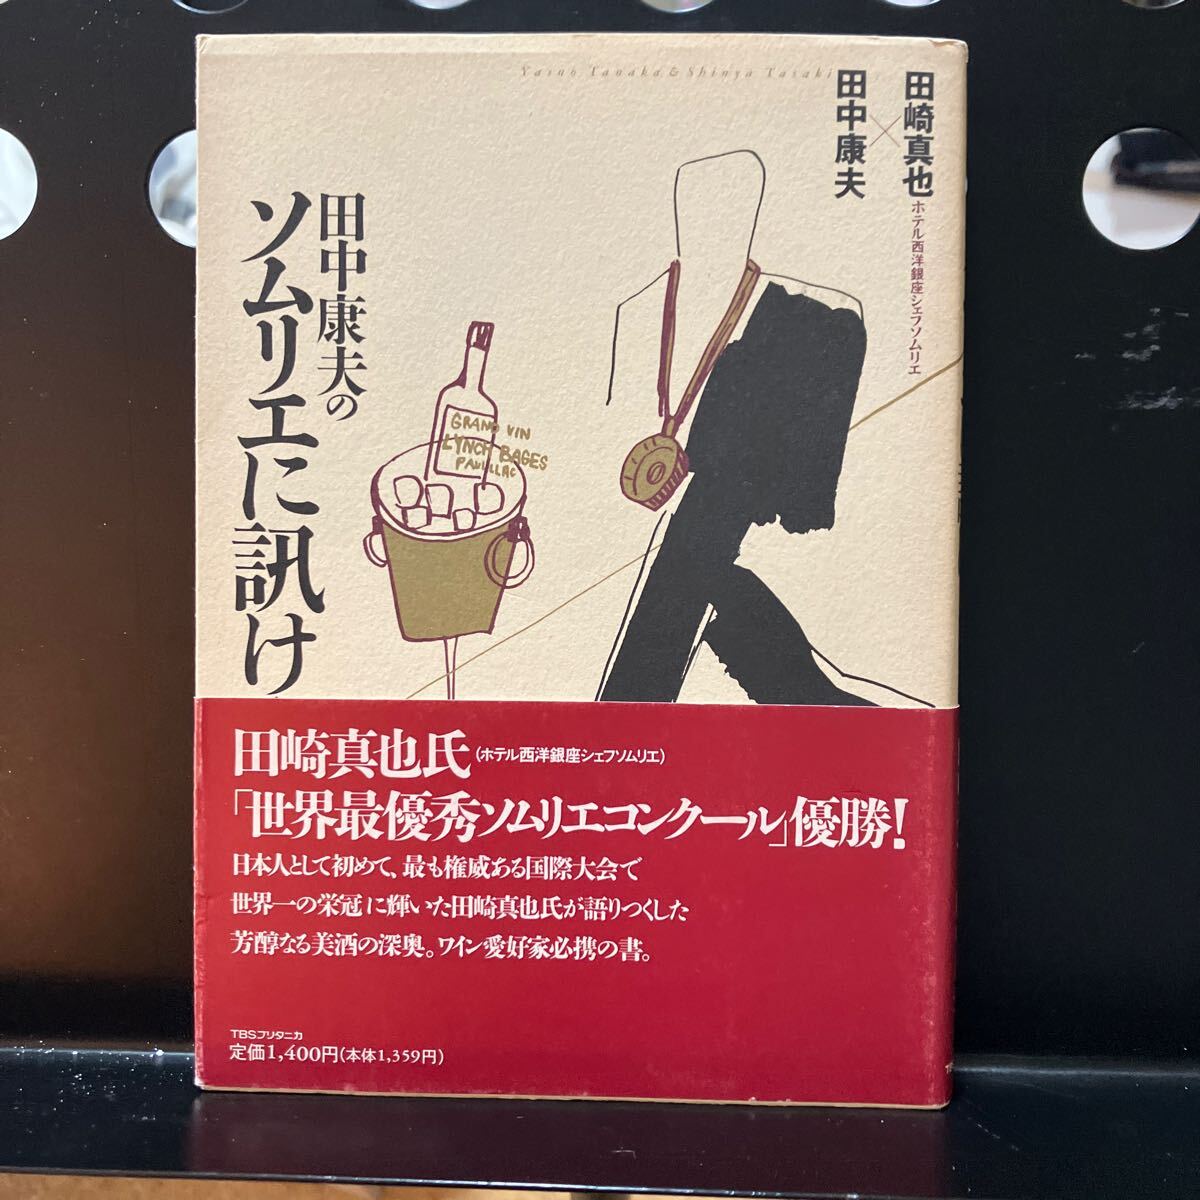 Yasuo Tanaka & Shinya Tasaki
田崎真也 ホテル西洋銀座シェフソムリエ
×
田中康夫
田中康夫の
ソムリエに訊け
GRAND VIN
LYNCH BAGES
PAUILLAC
田崎真也氏(ホテル西洋銀座シェフソムリエ)
「世界最優秀ソムリエコンクール」優勝!
日本人として初めて、最も権威ある国際大会で
世界一の栄冠に輝いた田崎真也氏が語りつくした
芳醇なる美酒の深奥。ワイン愛好家必携の書。
TBSブリタニカ
定価1,400円(本体1,359円)